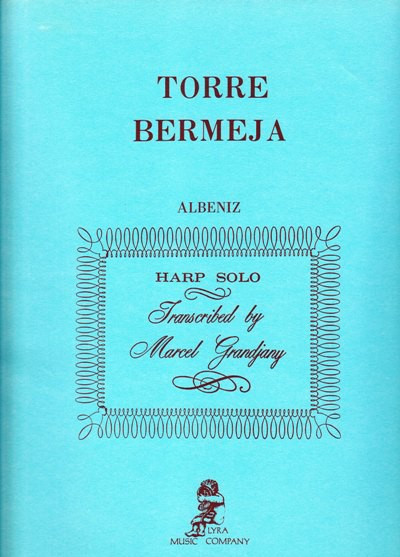 TORRE
BERMEJA
ALBENIZ
HARP SOLO
Transcribed by
Marcel Grandjany
LYRA
MUSIC COMPANY